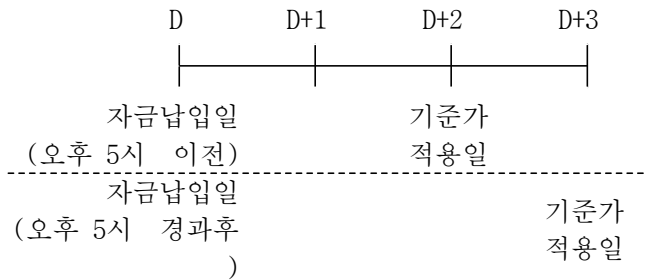 D D+1 D+2 D+3
자금납입일 기준가
(오후 5시 이전) 적용일
자금납입일
(오후 5시 경과후
)
기준가
적용일